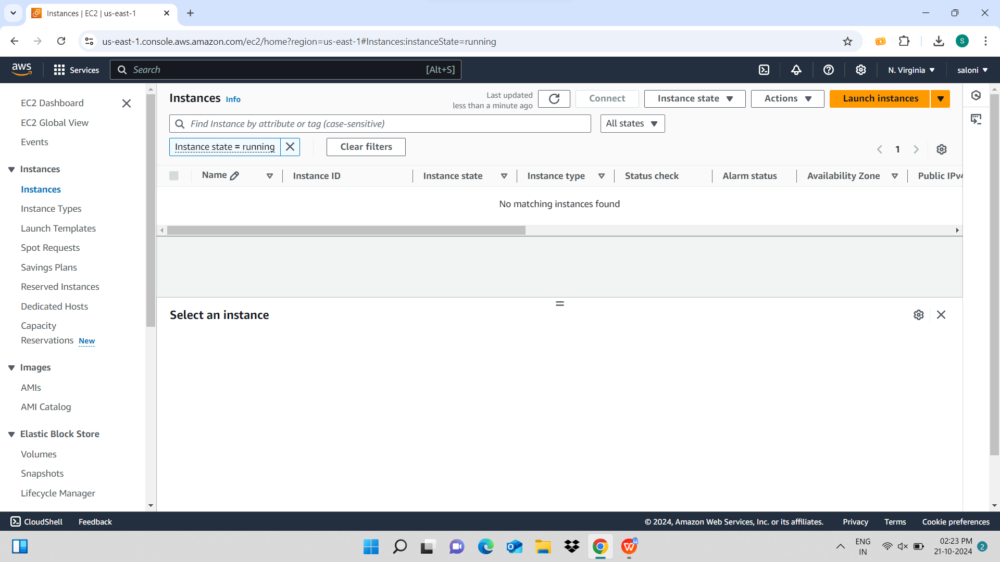 Instances | EC2 | us-east-1
us-east-1.console.aws.amazon.com/ec2/home?region=us-east-1#Instances:instanceState=running
S
aws
Services
Search
[Alt+S]
N. Virginia
saloni
EC2 Dashboard
EC2 Global View
Events
Instances
Instances
Instance Types
Launch Templates
Spot Requests
Savings Plans
Reserved Instances
Dedicated Hosts
Capacity
Reservations New
Images
AMIs
AMI Catalog
Elastic Block Store
Volumes
Snapshots
Lifecycle Manager
Instances Info
Last updated
less than a minute ago
Connect
Instance state
Actions
Launch instances
Find Instance by attribute or tag (case-sensitive)
All states
Instance state = running
Clear filters
1
Name
Instance ID
Instance state
Instance type
Status check
Alarm status
Availability Zone
Public IPv4
No matching instances found
Select an instance
CloudShell
Feedback
© 2024, Amazon Web Services, Inc. or its affiliates.
Privacy
Terms
Cookie preferences
ENG
IN
02:23 PM
21-10-2024
2